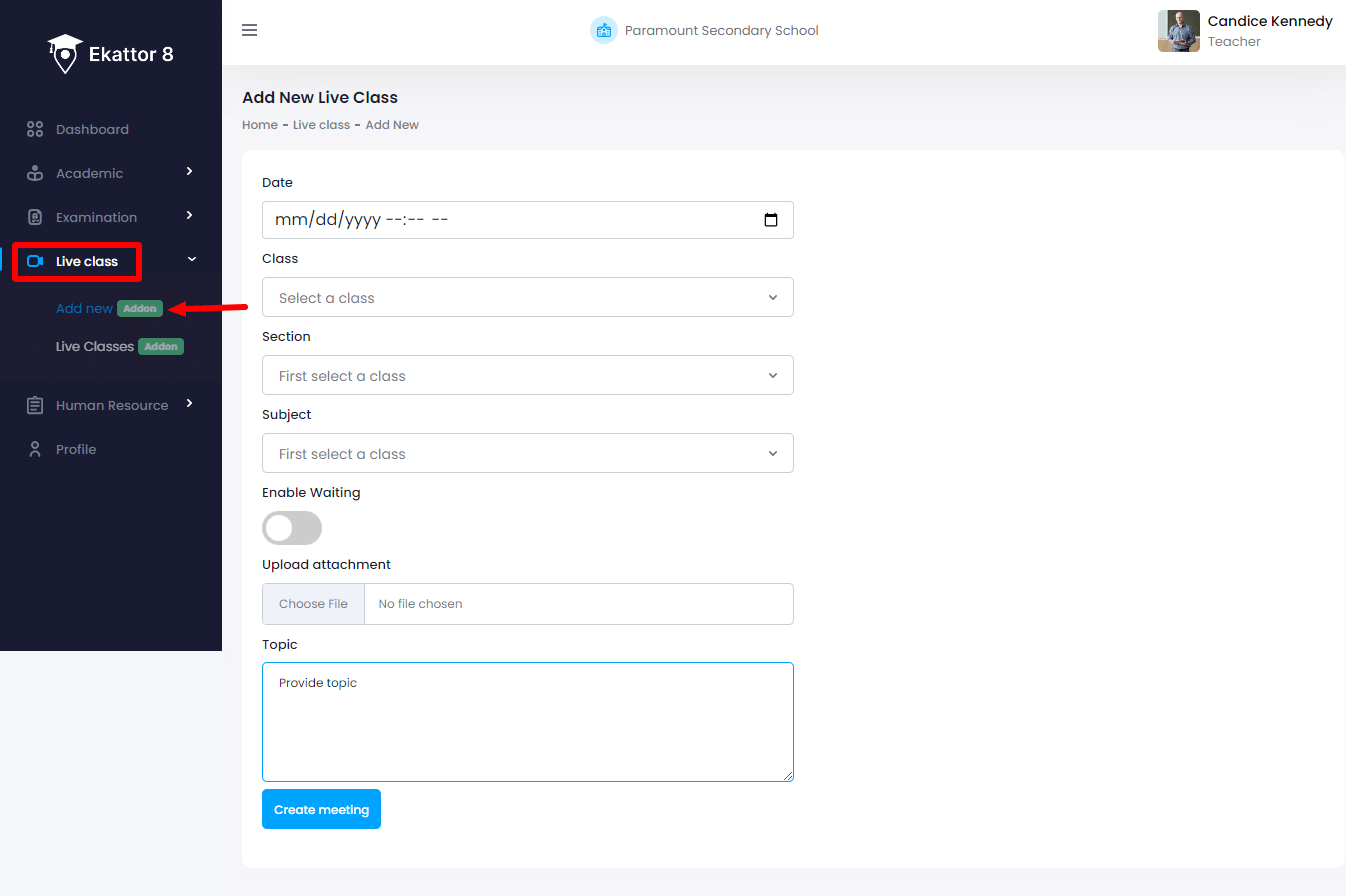 Ekattor 8
Paramount Secondary School
Candice Kennedy
Teacher
Dashboard
Academic
Examination
Live class
Add new Addon
Live Classes Addon
Human Resource
Profile
Add New Live Class
Home - Live class - Add New
Date
mm/dd/yyyy --:-- --
Class
Select a class
Section
First select a class
Subject
First select a class
Enable Waiting
Upload attachment
Choose File No file chosen
Topic
Provide topic
Create meeting